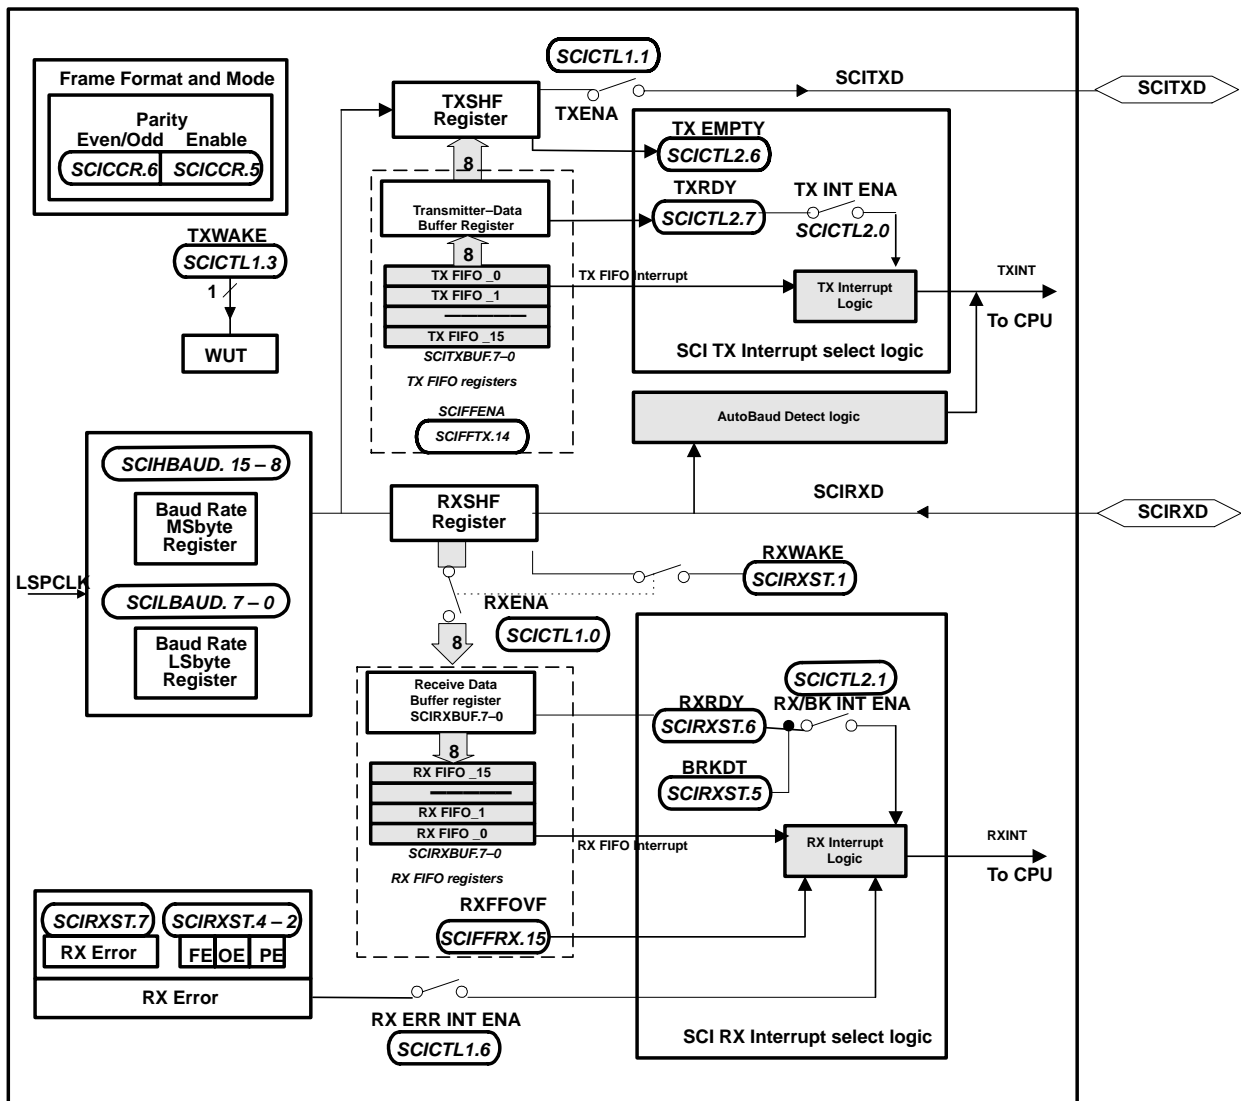 Frame Format and Mode
Parity
Even/Odd Enable
SCICCR.6 SCICCR.5
TXWAKE
SCICTL1.3
1
WUT
SCICTL1.1
TXSHF
Register
TXENA
SCITXD
SCITXD
8
Transmitter–Data
Buffer Register
8
TX FIFO _0
TX FIFO _1
TX FIFO _15
SCITXBUF.7–0
TX FIFO registers
SCIFFENA
SCIFFTX.14
TX EMPTY
SCICTL2.6
TXRDY
SCICTL2.7
TX INT ENA
SCICTL2.0
TX FIFO Interrupt
TX Interrupt
Logic
TXINT
To CPU
SCI TX Interrupt select logic
AutoBaud Detect logic
SCIHBAUD. 15 – 8
Baud Rate
MSbyte
Register
LSPCLK
SCILBAUD. 7 – 0
Baud Rate
LSbyte
Register
RXSHF
Register
SCIRXD
SCIRXD
RXWAKE
SCIRXST.1
RXENA
SCICTL1.0
8
Receive Data
Buffer register
SCIRXBUF.7–0
8
RX FIFO _15
RX FIFO_1
RX FIFO _0
SCIRXBUF.7–0
RX FIFO registers
RXFFOVF
SCIFFRX.15
SCICTL2.1
RXRDY
RX/BK INT ENA
SCIRXST.6
BRKDT
SCIRXST.5
RX FIFO Interrupt
RX Interrupt
Logic
RXINT
To CPU
SCI RX Interrupt select logic
SCIRXST.7 SCIRXST.4 – 2
RX Error FE OE PE
RX Error
RX ERR INT ENA
SCICTL1.6